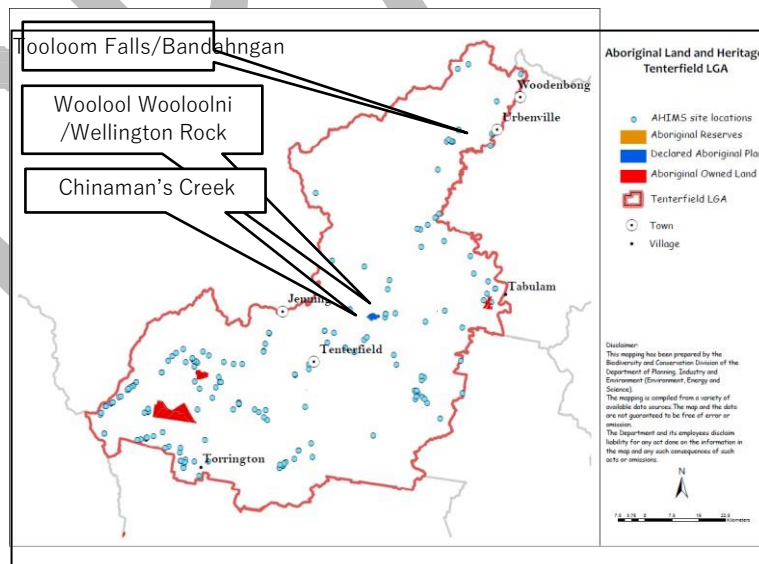 Tooloom Falls/Bandahngan
Woolool Wooloolni
/Wellington Rock
Chinaman's Creek
Woodenbong
Urbenville
Tabulam
Tenterfield
Torrington
Aboriginal Land and Heritage
Tenterfield LGA
AHIMS site locations
Aboriginal Reserves
Declared Aboriginal
Aboriginal Owned Land
Tenterfield LGA
Town
Village
Disclaimer:
This mapping has been prepared by the
Biodiversity and Conservation Division of the
Department of Planning, Industry and
Environment (Environment, Energy and
Science).
The mapping is compiled from a variety of
available data sources. The map and the data
are not guaranteed to be free of error or
omission.
The Department and its employees disclaim
liability for any act done on the information in
the map and any such consequences of such
acts or omissions.
N
Kilometers